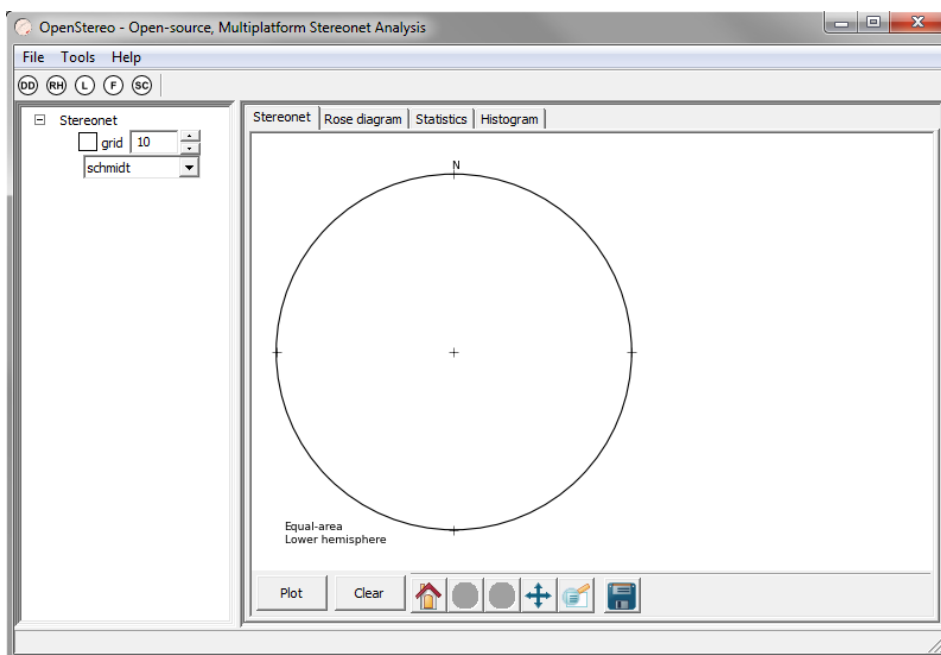 OpenStereo - Open-source, Multiplatform Stereonet Analysis
File Tools Help
DD RH L F SC
Stereonet
grid 10
schmidt
Stereonet Rose diagram Statistics Histogram
N
Equal-area
Lower hemisphere
Plot Clear